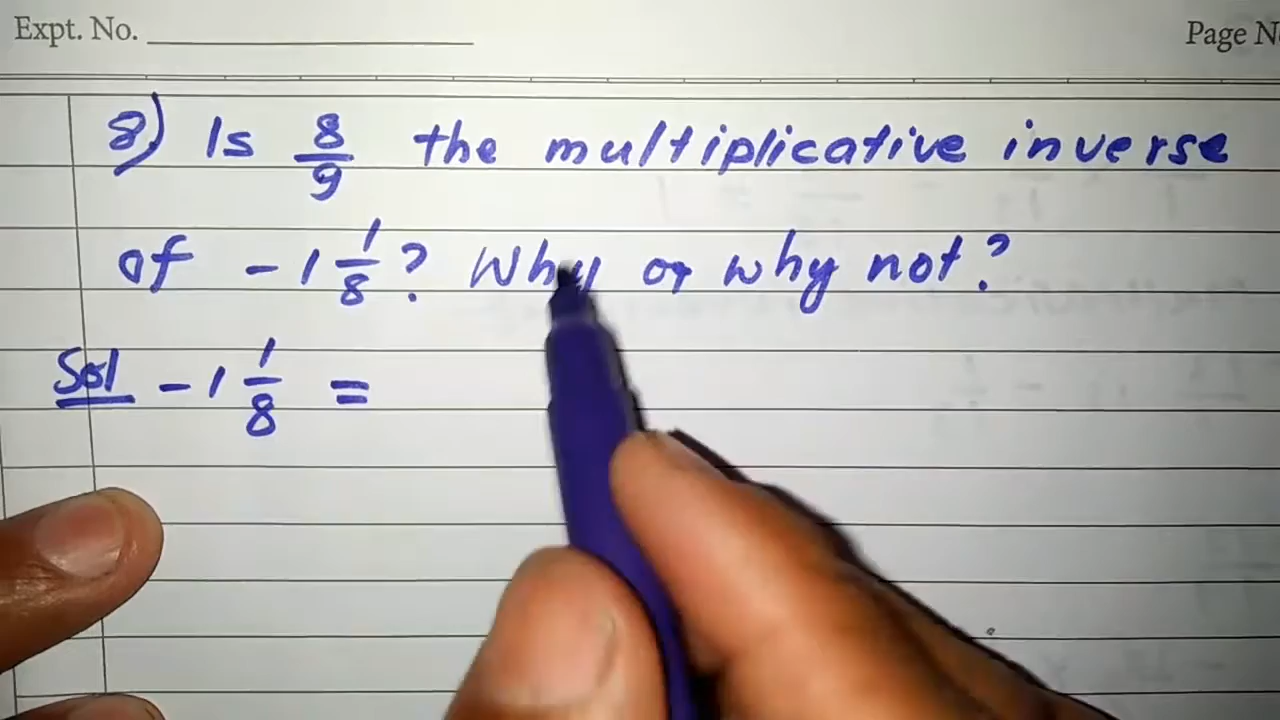 Expt. No.
Page N
8) Is 8/9 the multiplicative inverse
of - 1 1/8? Why or why not?
Sol - 1 1/8 =